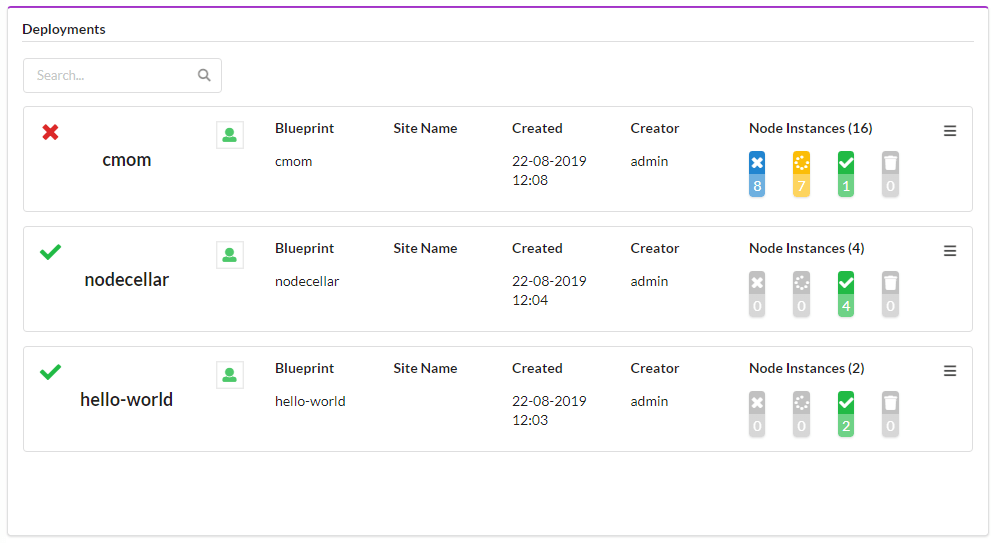 Deployments
Search...
cmom
Blueprint Site Name Created Creator Node Instances (16)
cmom 22-08-2019 admin
12:08
8 7 1 0
nodecellar
Blueprint Site Name Created Creator Node Instances (4)
nodecellar 22-08-2019 admin
12:04
0 0 4 0
hello-world
Blueprint Site Name Created Creator Node Instances (2)
hello-world 22-08-2019 admin
12:03
0 0 2 0